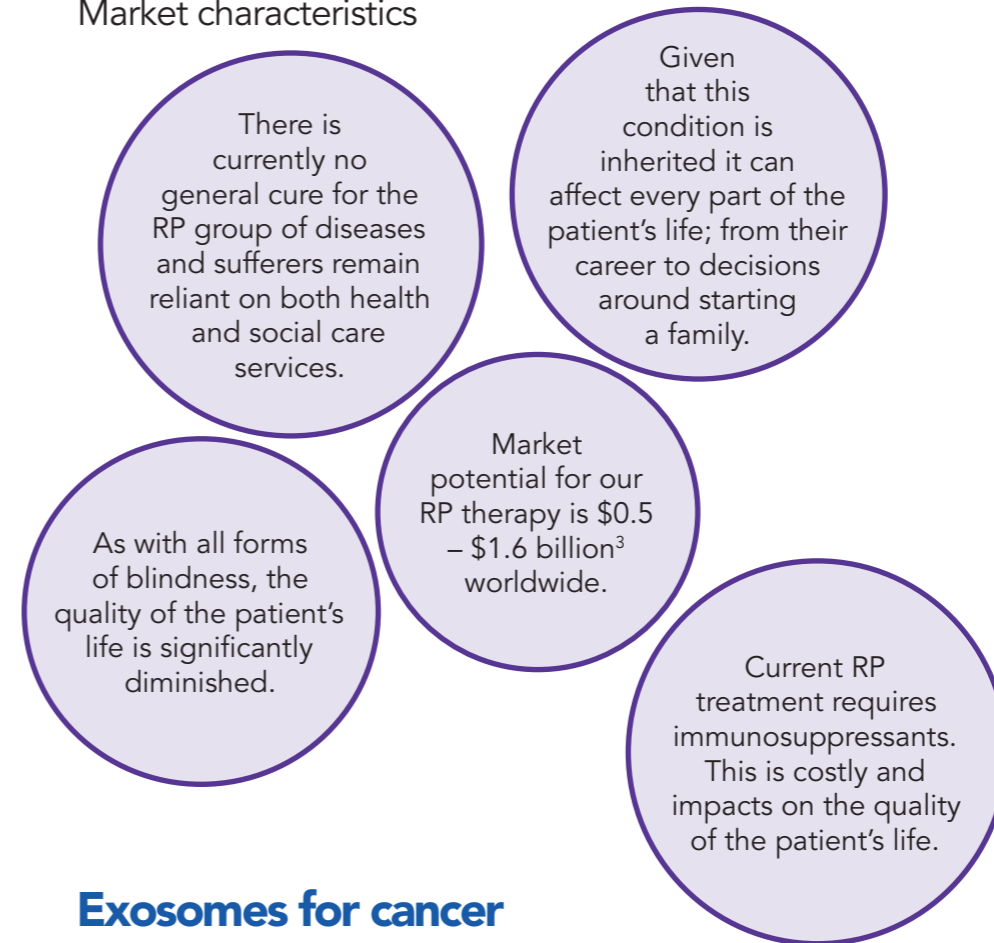 Market characteristics
There is
currently no
general cure for the
RP group of diseases
and sufferers remain
reliant on both health
and social care
services.
Given
that this
condition is
inherited it can
affect every part of the
patient’s life; from their
career to decisions
around starting
a family.
Market
potential for our
RP therapy is $0.5
– $1.6 billion³
worldwide.
As with all forms
of blindness, the
quality of the patient’s
life is significantly
diminished.
Current RP
treatment requires
immunosuppressants.
This is costly and
impacts on the quality
of the patient’s life.
Exosomes for cancer